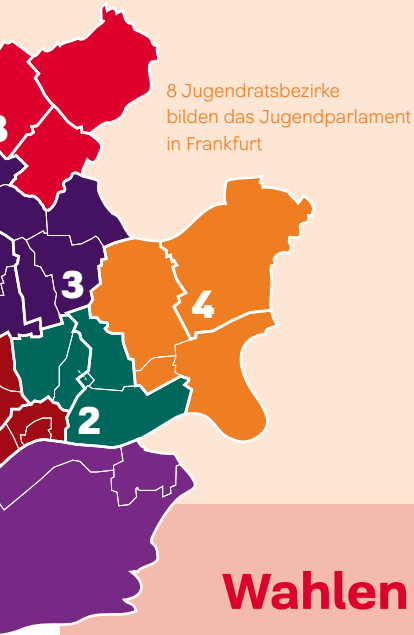 8 Jugendratsbezirke
bilden das Jugendparlament
in Frankfurt
3
4
2
Wahlen